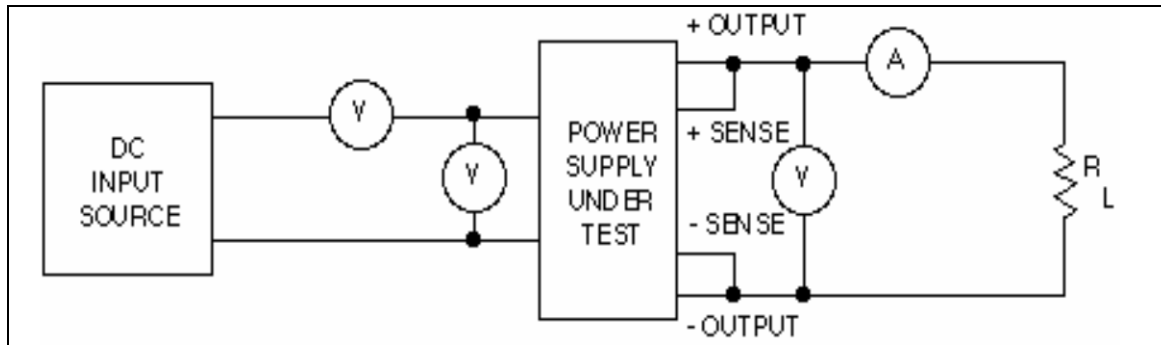 DC
INPUT
SOURCE
V
V
POWER
SUPPLY
UNDER
TEST
+ OUTPUT
+ SENSE
- SENSE
- OUTPUT
V
A
R
L